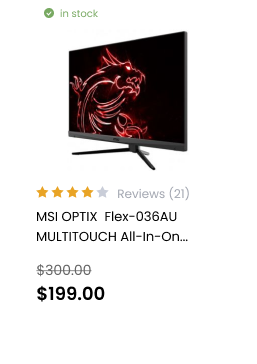 in stock
Reviews (21)
MSI OPTIX Flex-036AU
MULTITOUCH All-In-On...
$300.00
$199.00